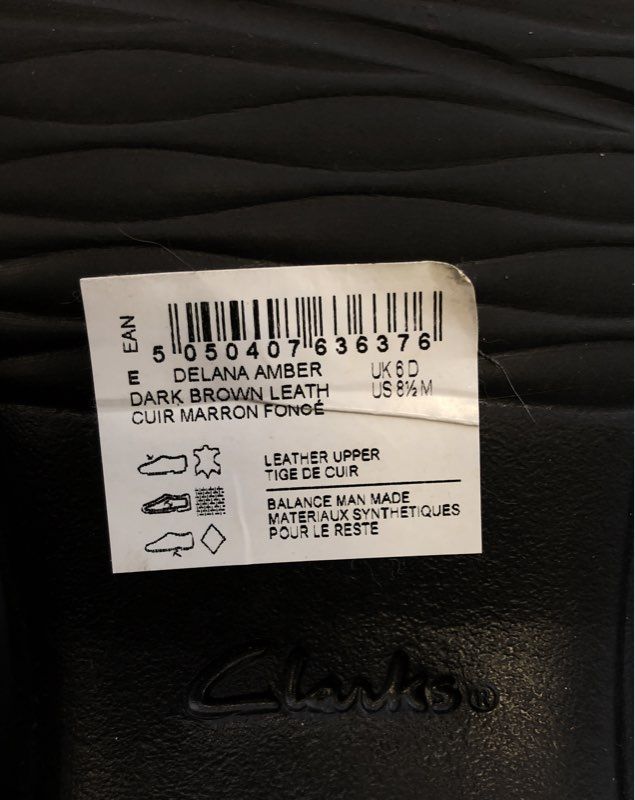 EAN
5 050407 636376
E DELANA AMBER UK 6 D
DARK BROWN LEATH US 8½ M
CUIR MARRON FONCÉ
LEATHER UPPER
TIGE DE CUIR
BALANCE MAN MADE
MATERIAUX SYNTHETIQUES
POUR LE RESTE
Clarks®